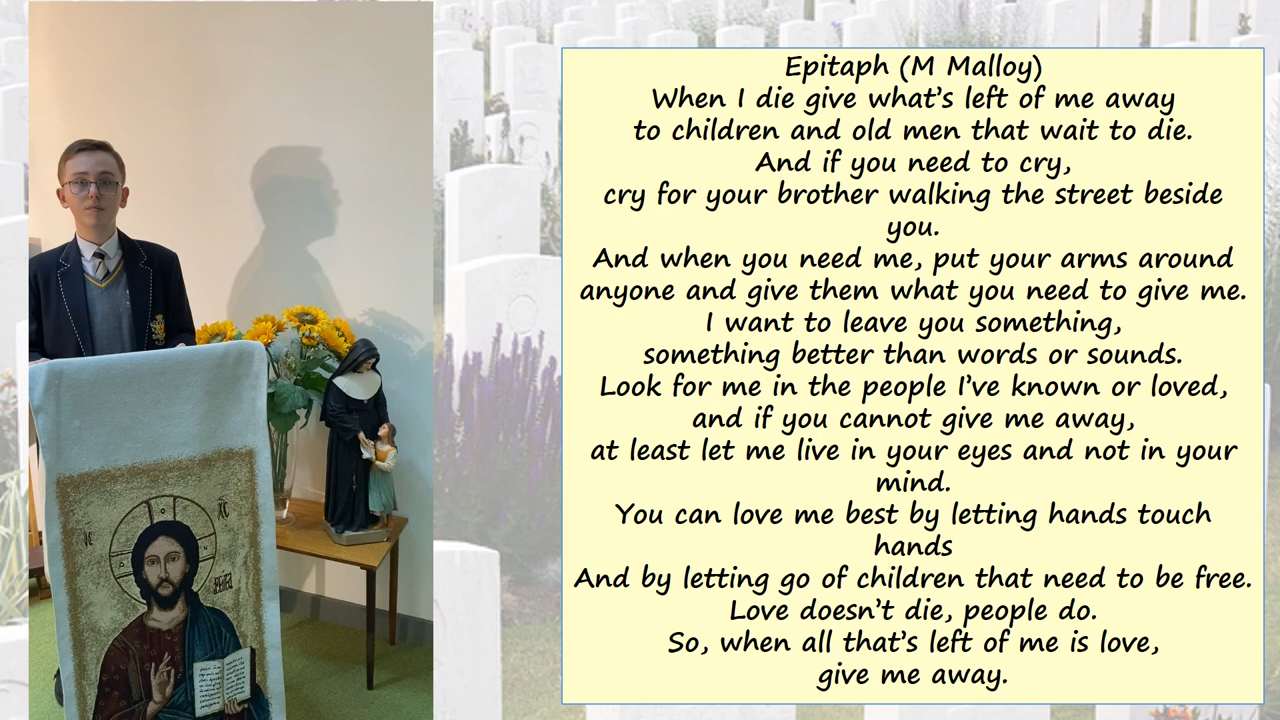 Epitaph (M Malloy)
When I die give what's left of me away
to children and old men that wait to die.
And if you need to cry,
cry for your brother walking the street beside
you.
And when you need me, put your arms around
anyone and give them what you need to give me.
I want to leave you something,
something better than words or sounds.
Look for me in the people I've known or loved,
and if you cannot give me away,
at least let me live in your eyes and not in your
mind.
You can love me best by letting hands touch
hands
And by letting go of children that need to be free.
Love doesn't die, people do.
So, when all that's left of me is love,
give me away.